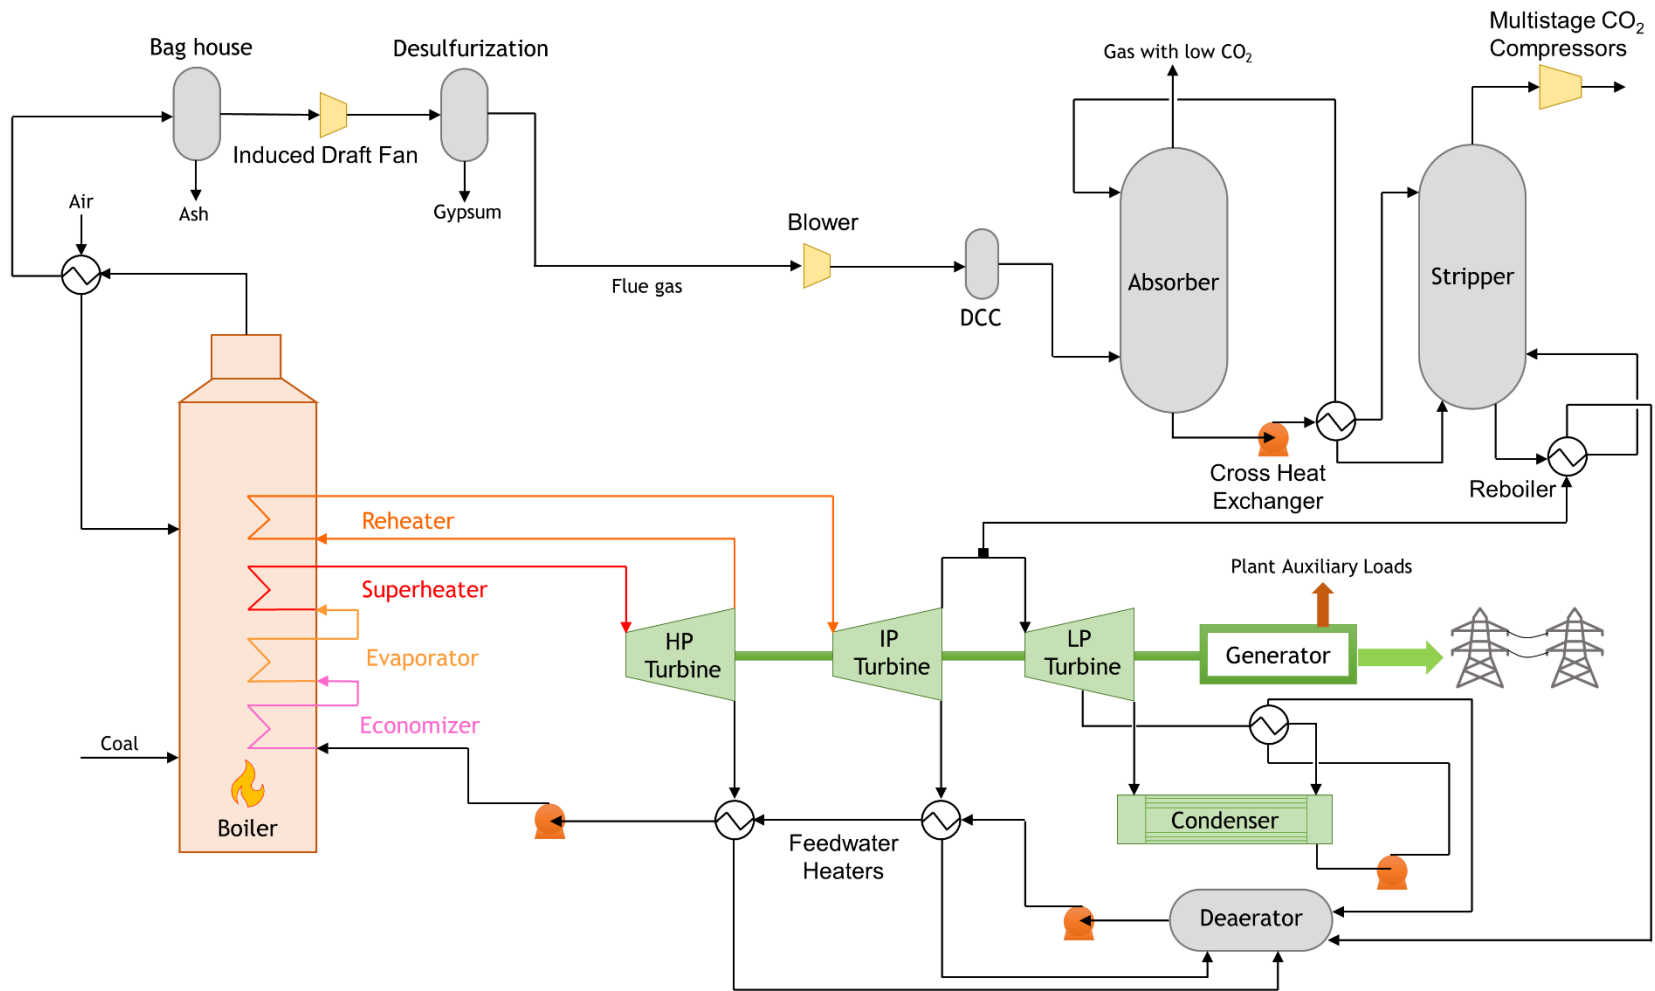 Multistage CO₂
Compressors
Bag house
Desulfurization
Gas with low CO₂
Induced Draft Fan
Air
Ash
Gypsum
Blower
Flue gas
DCC
Absorber
Stripper
Cross Heat
Exchanger
Reboiler
Reheater
Superheater
Evaporator
Economizer
Coal
Boiler
HP
Turbine
IP
Turbine
LP
Turbine
Plant Auxiliary Loads
Generator
Condenser
Feedwater
Heaters
Deaerator